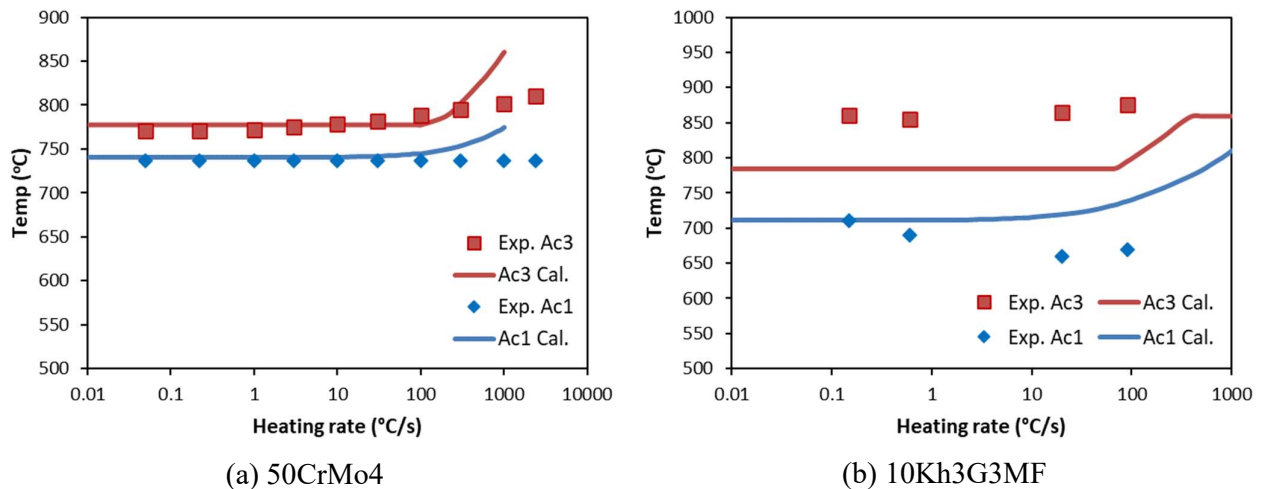 900
850
800
750
700
650
600
550
500
Temp (°C)
0.01 0.1 1 10 100 1000 10000
Heating rate (°C/s)
Exp. Ac3
Ac3 Cal.
Exp. Ac1
Ac1 Cal.
(a) 50CrMo4
1000
950
900
850
800
750
700
650
600
550
500
Temp (°C)
0.01 0.1 1 10 100 1000
Heating rate (°C/s)
Exp. Ac3 Ac3 Cal.
Exp. Ac1 Ac1 Cal.
(b) 10Kh3G3MF